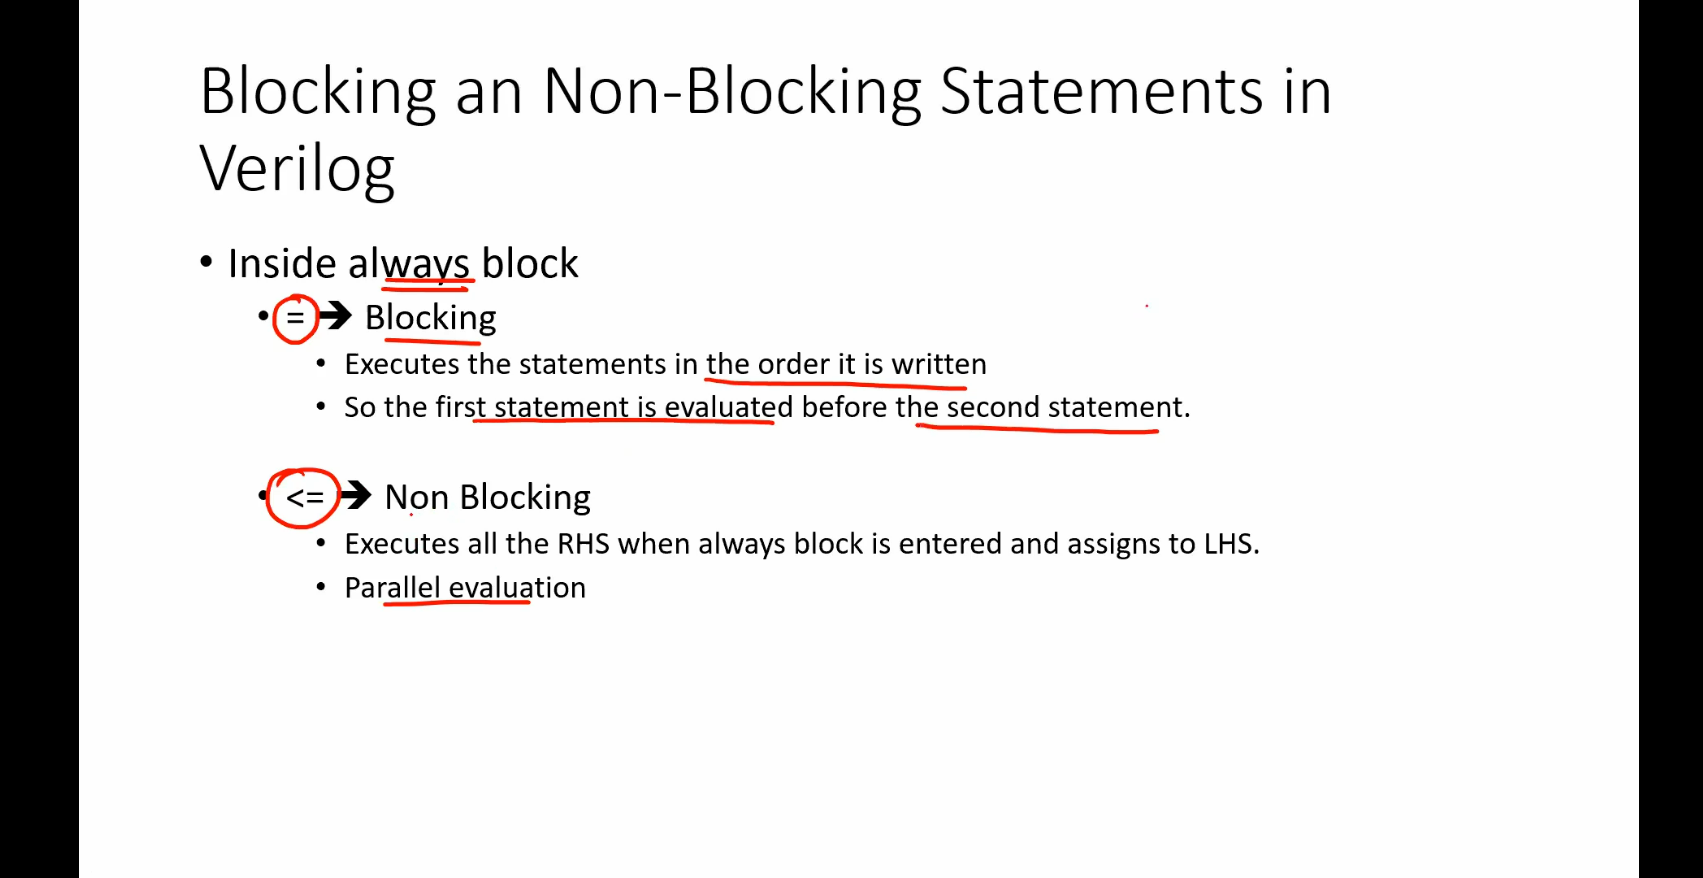 Blocking an Non-Blocking Statements in
Verilog
• Inside always block
• = ➔ Blocking
• Executes the statements in the order it is written
• So the first statement is evaluated before the second statement.
• <= ➔ Non Blocking
• Executes all the RHS when always block is entered and assigns to LHS.
• Parallel evaluation